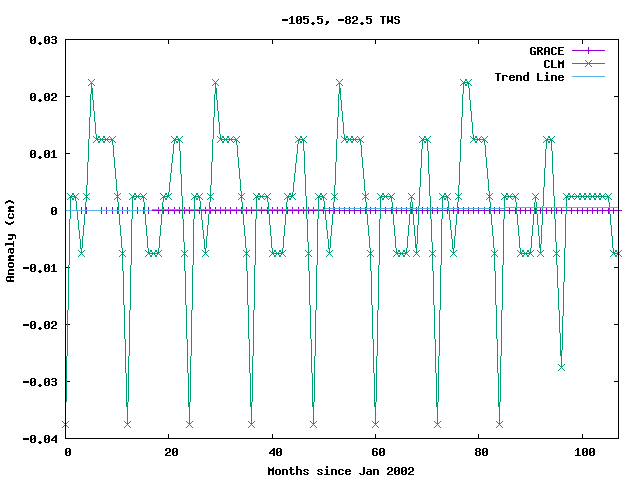 -105.5, -82.5 TWS
GRACE
CLM
Trend Line
0.03
0.02
0.01
0
-0.01
-0.02
-0.03
-0.04
Anomaly (cm)
0 20 40 60 80 100
Months since Jan 2002